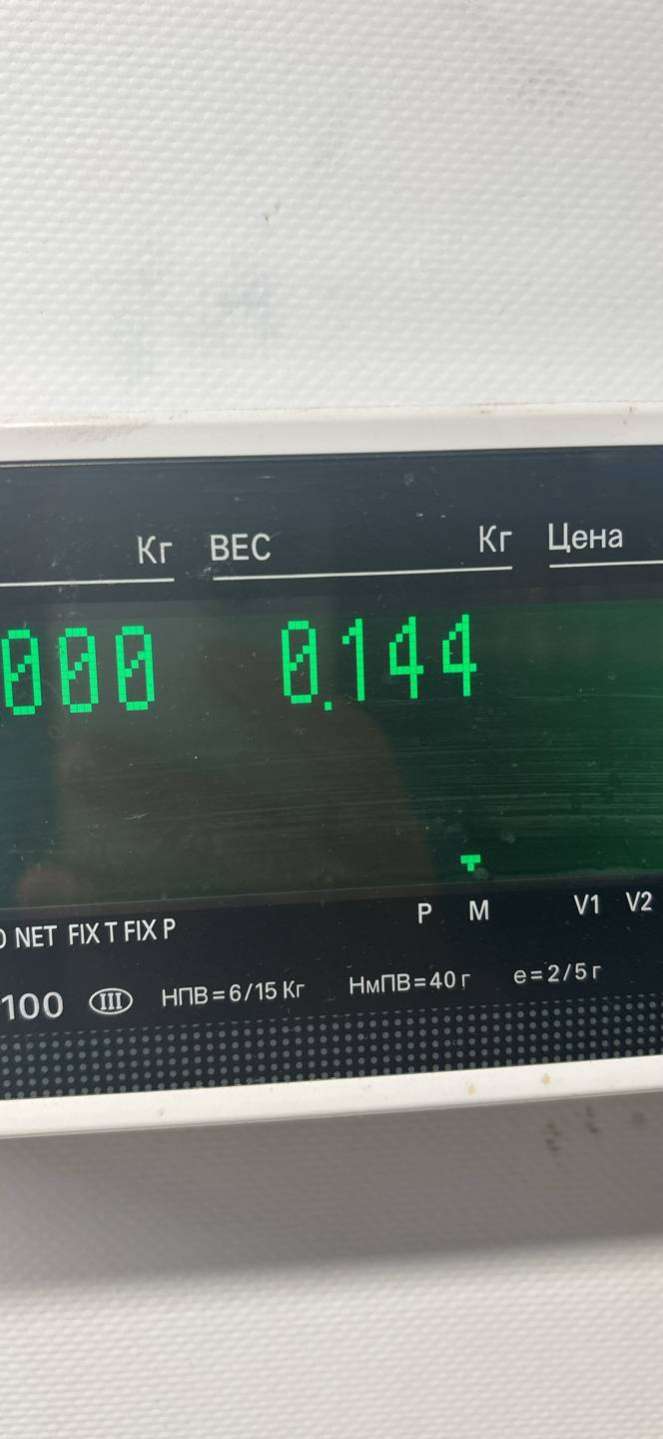 Кг ВЕС Кг Цена
000 0.144
NET FIX T FIX P P M V1 V2
100 III НПВ=6/15 Кг НмПВ=40 г e=2/5 г